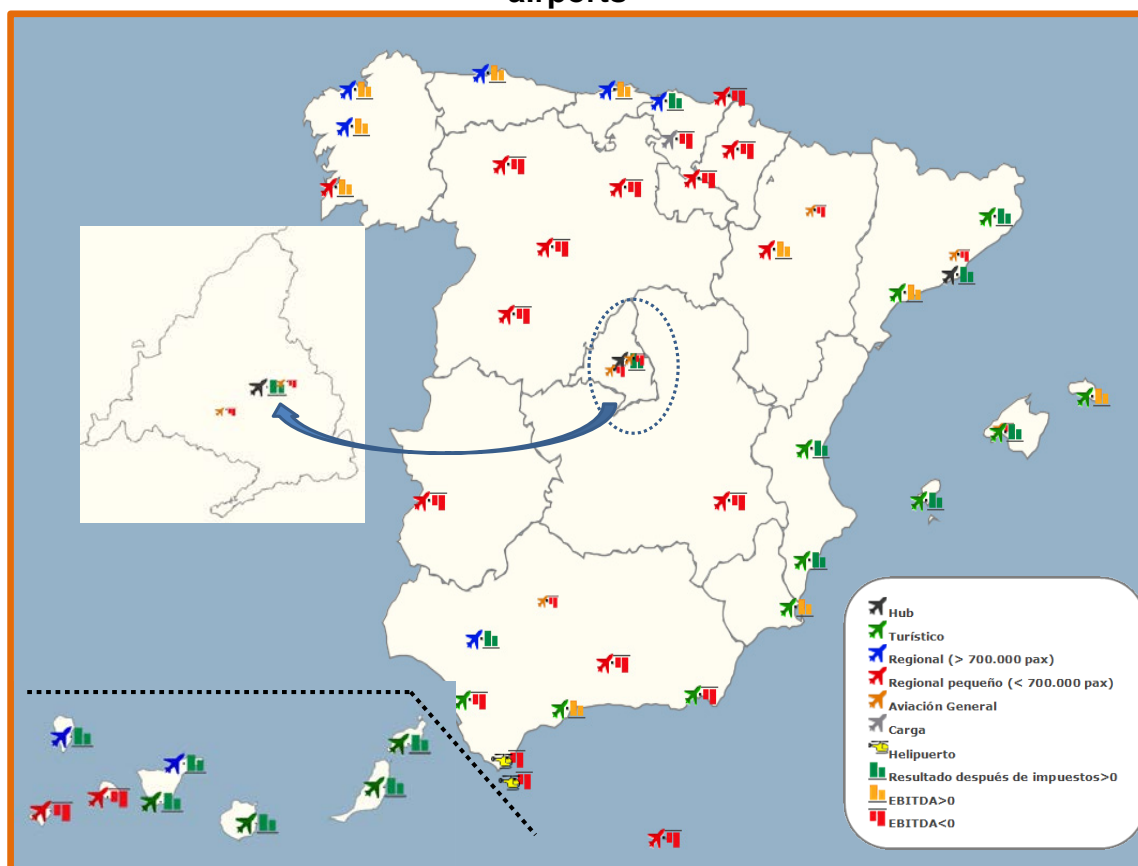 airports
Hub
Turístico
Regional (> 700.000 pax)
Regional pequeño (< 700.000 pax)
Aviación General
Carga
Helipuerto
Resultado después de impuestos>0
EBITDA>0
EBITDA<0